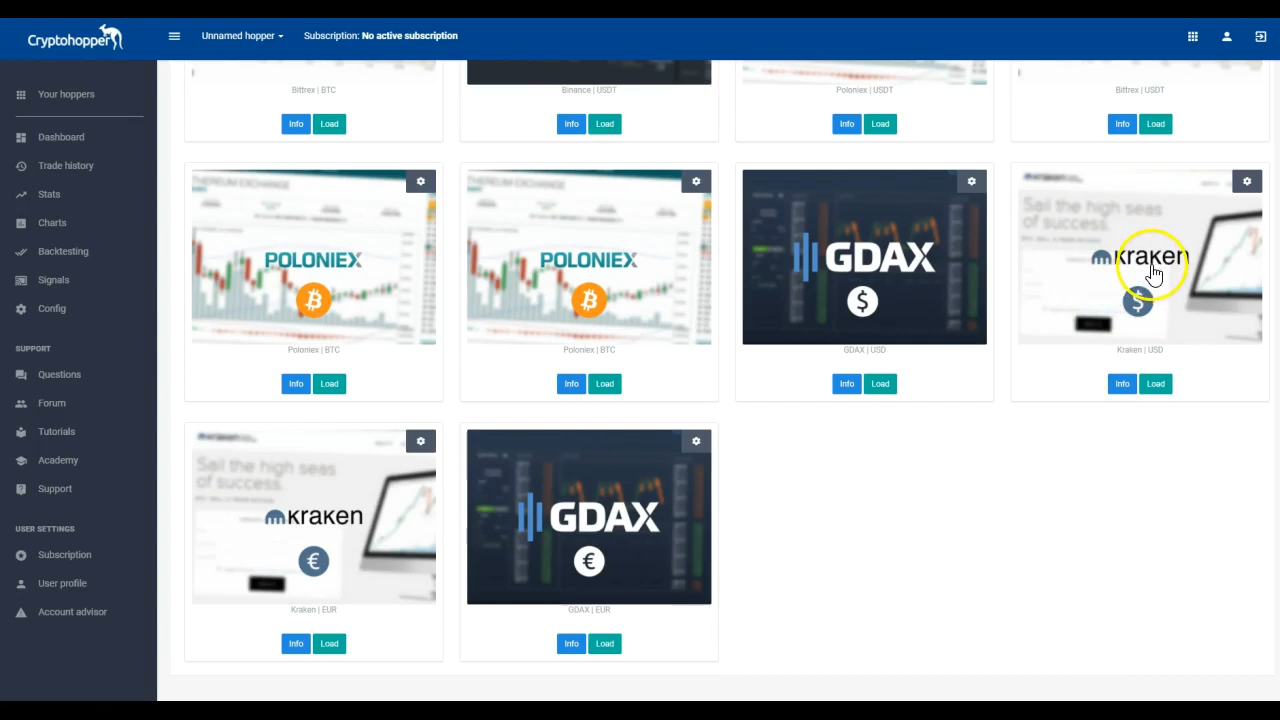 Cryptohopper
Unnamed hopper
Subscription: No active subscription
Your hoppers
Dashboard
Trade history
Stats
Charts
Backtesting
Signals
Config
SUPPORT
Questions
Forum
Tutorials
Academy
Support
USER SETTINGS
Subscription
User profile
Account advisor
Bittrex | BTC
Info Load
Binance | USDT
Info Load
Poloniex | USDT
Info Load
Bittrex | USDT
Info Load
POLONIEX
Poloniex | BTC
Info Load
POLONIEX
Poloniex | BTC
Info Load
GDAX
$
GDAX | USD
Info Load
Sail the high seas
of success.
kraken
$
Kraken | USD
Info Load
Sail the high seas
of success.
kraken
€
Kraken | EUR
Info Load
GDAX
€
GDAX | EUR
Info Load